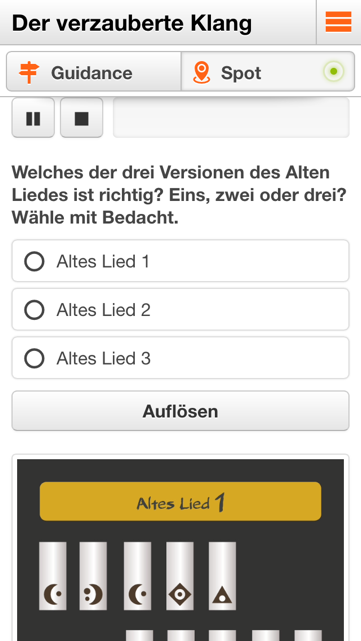 Der verzauberte Klang
Guidance
Spot
Welches der drei Versionen des Alten
Liedes ist richtig? Eins, zwei oder drei?
Wähle mit Bedacht.
Altes Lied 1
Altes Lied 2
Altes Lied 3
Auflösen
Altes Lied 1